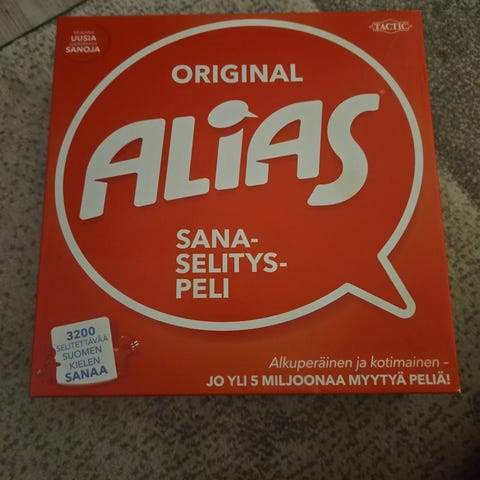 MUKANA
UUSIA
SANOJA
TACTIC
ORIGINAL
ALiAS
SANA-
SELITYS-
PELI
3200
SELITETTÄVÄÄ
SUOMEN
KIELEN
SANAA
Alkuperäinen ja kotimainen –
JO YLI 5 MILJOONAA MYYTYÄ PELIÄ!